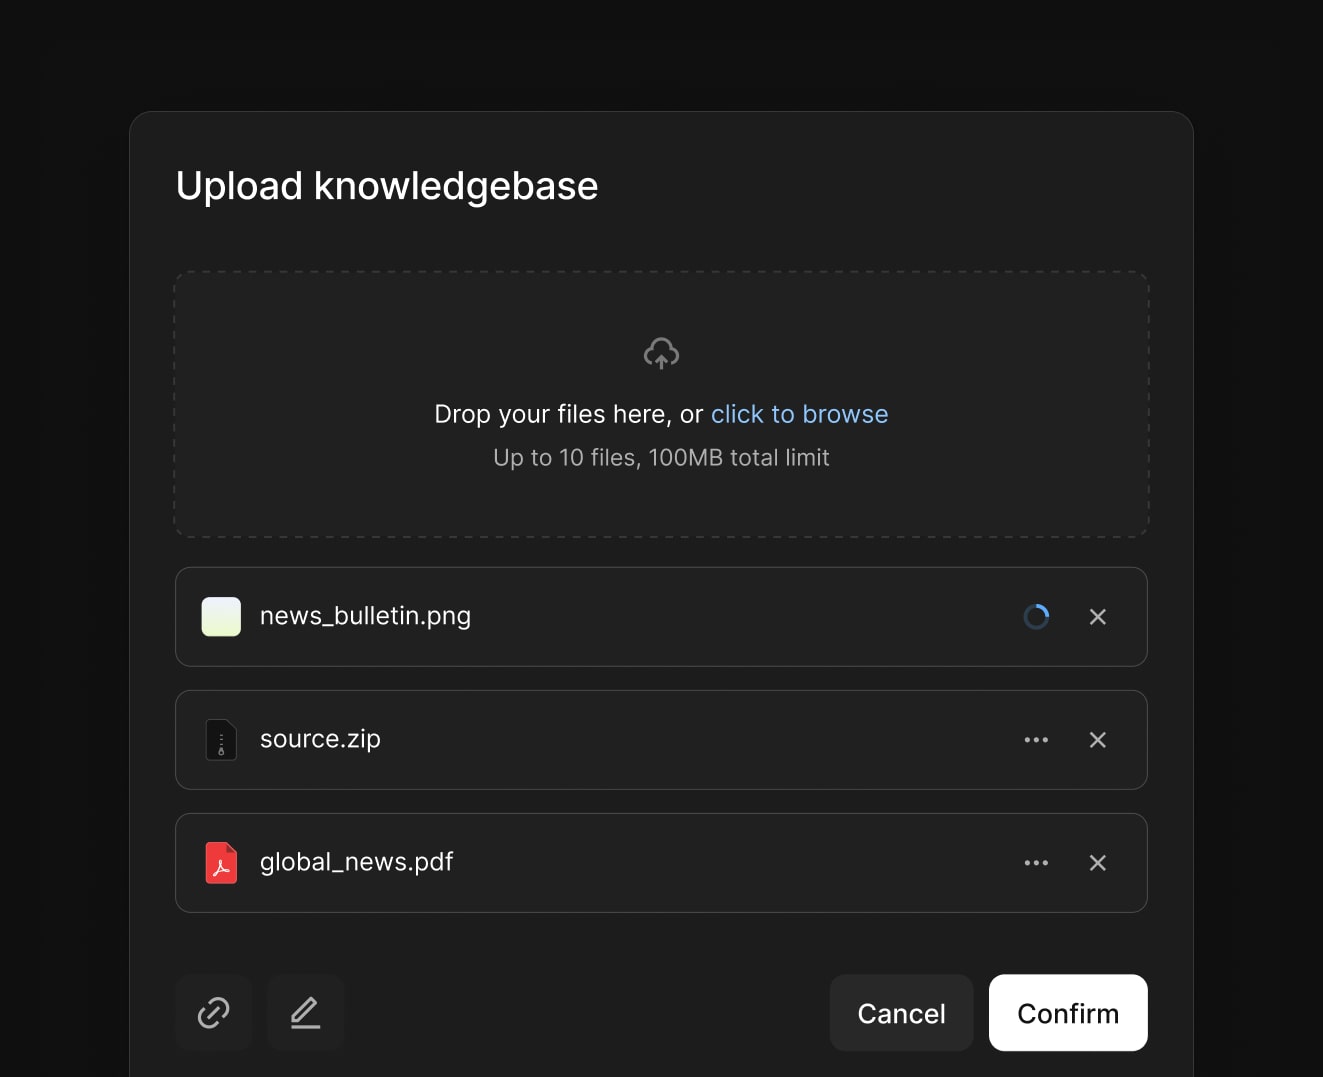 Upload knowledgebase
Drop your files here, or click to browse
Up to 10 files, 100MB total limit
news_bulletin.png
source.zip
global_news.pdf
Cancel
Confirm